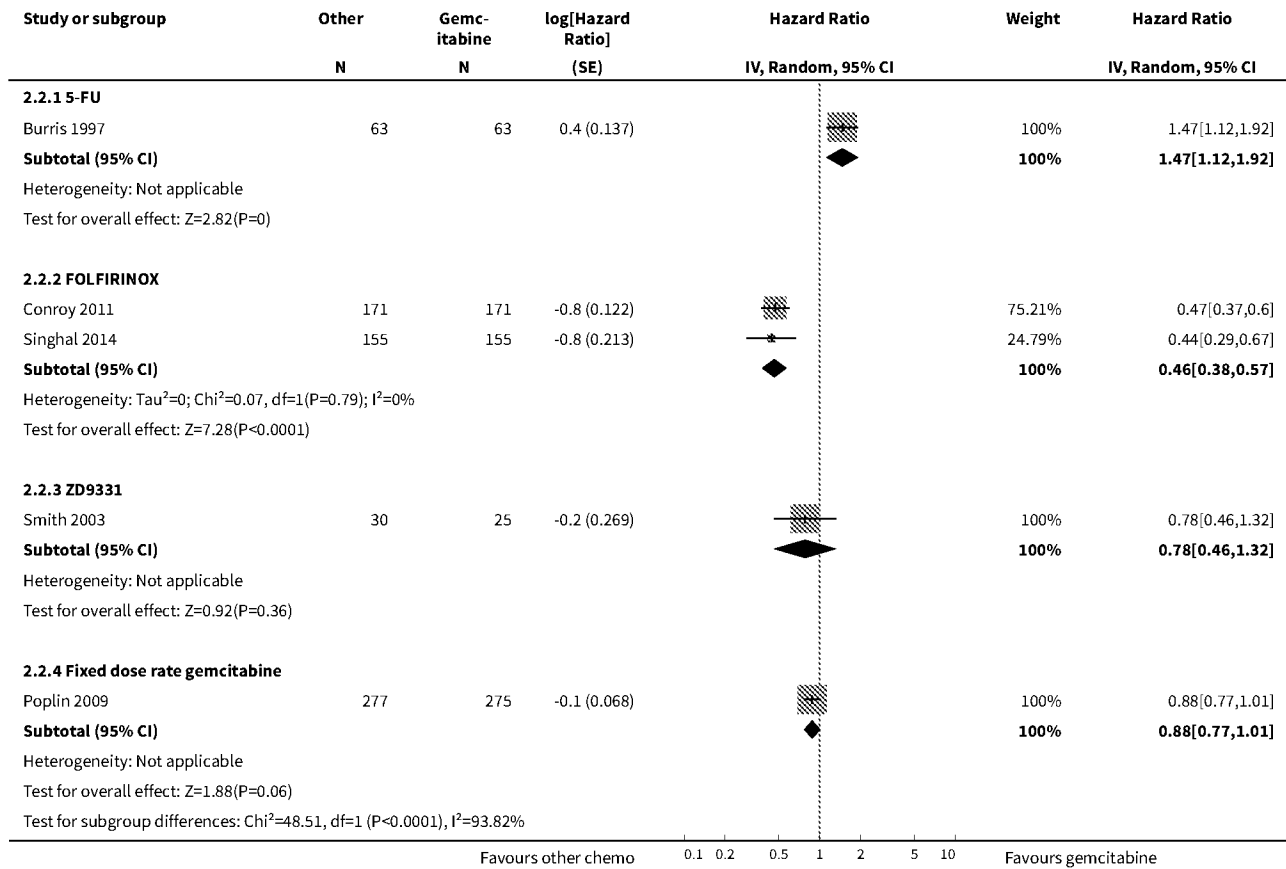 Study or subgroup Other Gemc- log[Hazard Hazard Ratio Weight Hazard Ratio
itabine Ratio]
N N (SE) IV, Random, 95% CI IV, Random, 95% CI
2.2.1 5-FU
Burris 1997 63 63 0.4 (0.137) 100% 1.47[1.12,1.92]
Subtotal (95% CI) 100% 1.47[1.12,1.92]
Heterogeneity: Not applicable
Test for overall effect: Z=2.82(P=0)
2.2.2 FOLFIRINOX
Conroy 2011 171 171 -0.8 (0.122) 75.21% 0.47[0.37,0.6]
Singhal 2014 155 155 -0.8 (0.213) 24.79% 0.44[0.29,0.67]
Subtotal (95% CI) 100% 0.46[0.38,0.57]
Heterogeneity: Tau²=0; Chi²=0.07, df=1(P=0.79); I²=0%
Test for overall effect: Z=7.28(P<0.0001)
2.2.3 ZD9331
Smith 2003 30 25 -0.2 (0.269) 100% 0.78[0.46,1.32]
Subtotal (95% CI) 100% 0.78[0.46,1.32]
Heterogeneity: Not applicable
Test for overall effect: Z=0.92(P=0.36)
2.2.4 Fixed dose rate gemcitabine
Poplin 2009 277 275 -0.1 (0.068) 100% 0.88[0.77,1.01]
Subtotal (95% CI) 100% 0.88[0.77,1.01]
Heterogeneity: Not applicable
Test for overall effect: Z=1.88(P=0.06)
Test for subgroup differences: Chi²=48.51, df=1 (P<0.0001), I²=93.82%
Favours other chemo 0.1 0.2 0.5 1 2 5 10 Favours gemcitabine